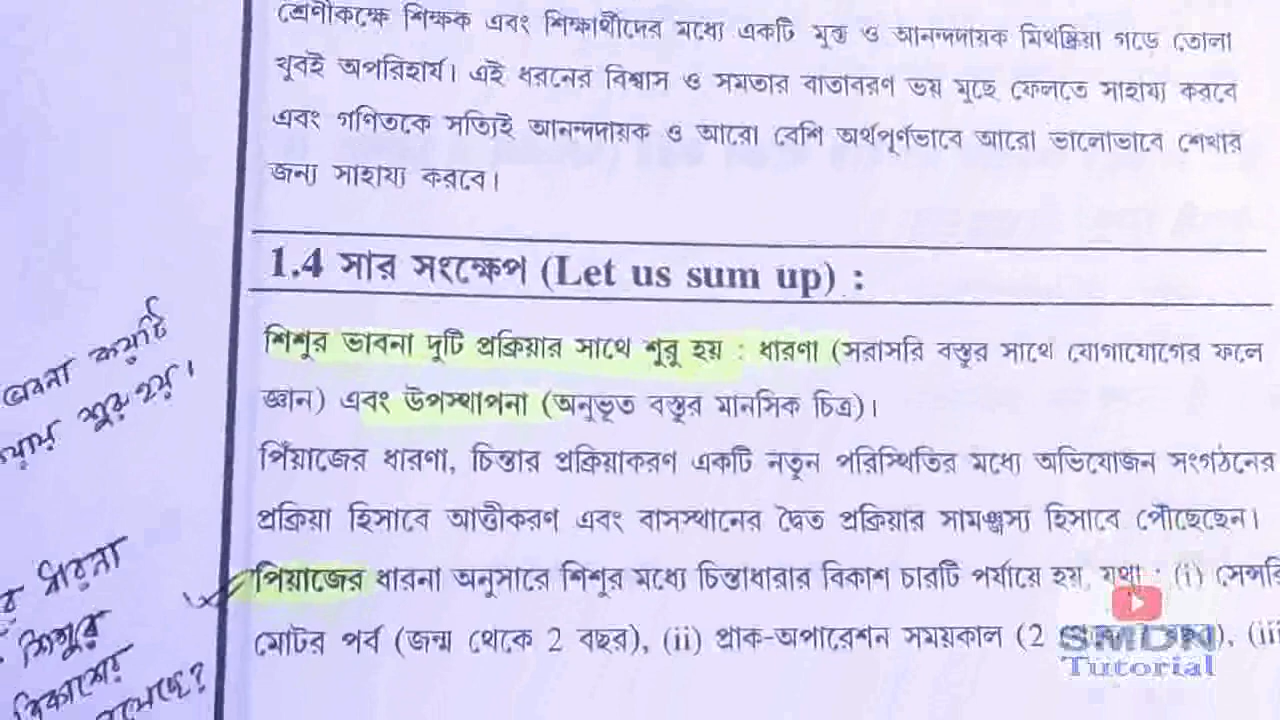 শ্রেণীকক্ষে শিক্ষক এবং শিক্ষার্থীদের মধ্যে একটি মুক্ত ও আনন্দদায়ক মিথষ্ক্রিয়া গড়ে তোলা
খুবই অপরিহার্য। এই ধরনের বিশ্বাস ও সমতার বাতাবরণ ভয় মুছে ফেলতে সাহায্য করবে
এবং গণিতকে সত্যিই আনন্দদায়ক ও আরো বেশি অর্থপূর্ণভাবে আরো ভালোভাবে শেখার
জন্য সাহায্য করবে।
1.4 সার সংক্ষেপ (Let us sum up) :
শিশুর ভাবনা দুটি প্রক্রিয়ার সাথে শুরু হয় : ধারণা (সরাসরি বস্তুর সাথে যোগাযোগের ফলে
জ্ঞান) এবং উপস্থাপনা (অনুভূত বস্তুর মানসিক চিত্র)।
পিঁয়াজের ধারণা, চিন্তার প্রক্রিয়াকরণ একটি নতুন পরিস্থিতির মধ্যে অভিযোজন সংগঠনের
প্রক্রিয়া হিসাবে আত্তীকরণ এবং বাসস্থানের দ্বৈত প্রক্রিয়ার সামঞ্জস্য হিসাবে পৌঁছেছেন।
পিয়াজের ধারনা অনুসারে শিশুর মধ্যে চিন্তাধারার বিকাশ চারটি পর্যায়ে হয়, যথা : (i)
মোটর পর্ব (জন্ম থেকে 2 বছর), (ii) প্রাক-অপারেশন সময়কাল (2
SMDN
Tutorial
কয়টি
শুরু হয়।
ধারনা
শিশুর
বিকাশের